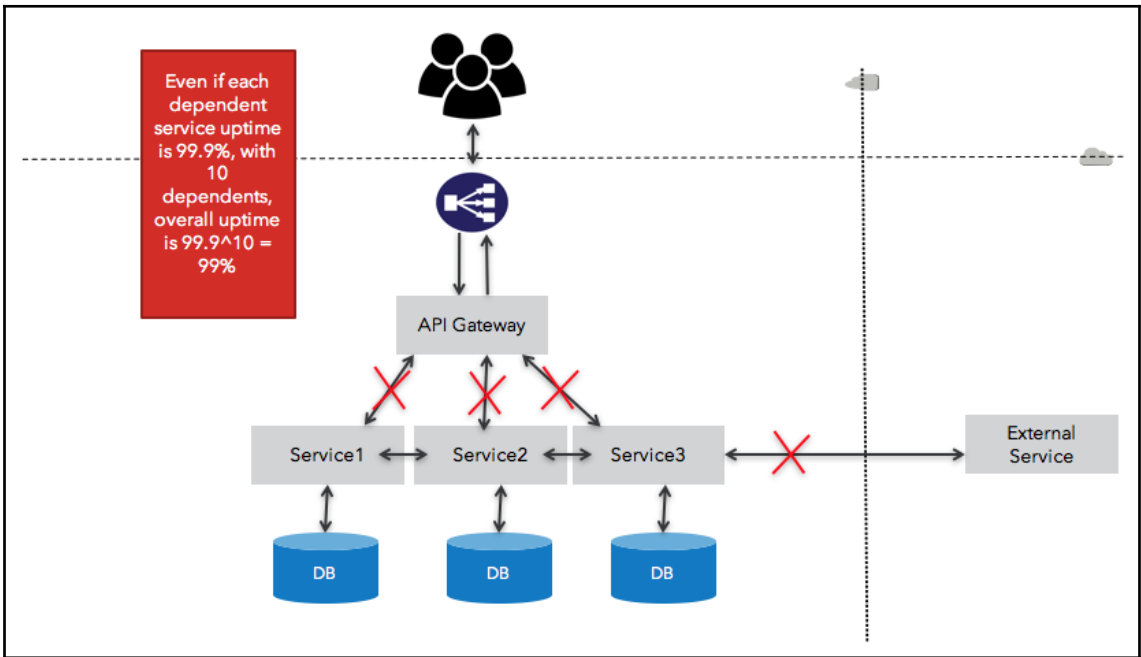 Even if each
dependent
service uptime
is 99.9%, with
10
dependents,
overall uptime
is 99.9^10 =
99%
API Gateway
Service1
Service2
Service3
External
Service
DB
DB
DB